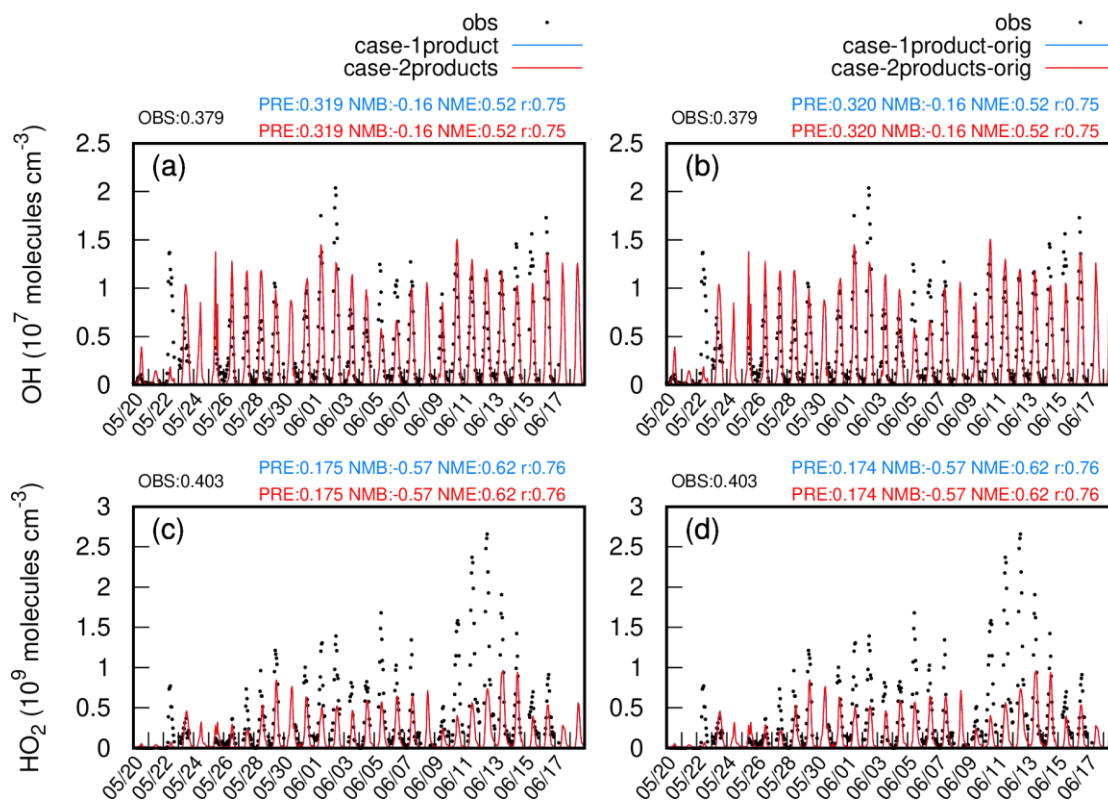 obs
case-1product
case-2products
obs
case-1product-orig
case-2products-orig
OBS:0.379
PRE:0.319 NMB:-0.16 NME:0.52 r:0.75
PRE:0.319 NMB:-0.16 NME:0.52 r:0.75
OBS:0.379
PRE:0.320 NMB:-0.16 NME:0.52 r:0.75
PRE:0.320 NMB:-0.16 NME:0.52 r:0.75
OH (10⁷ molecules cm⁻³)
2.5
2
1.5
1
0.5
0
(a)
05/20 05/22 05/24 05/26 05/28 05/30 06/01 06/03 06/05 06/07 06/09 06/11 06/13 06/15 06/17
2.5
2
1.5
1
0.5
0
(b)
05/20 05/22 05/24 05/26 05/28 05/30 06/01 06/03 06/05 06/07 06/09 06/11 06/13 06/15 06/17
OBS:0.403
PRE:0.175 NMB:-0.57 NME:0.62 r:0.76
PRE:0.175 NMB:-0.57 NME:0.62 r:0.76
OBS:0.403
PRE:0.174 NMB:-0.57 NME:0.62 r:0.76
PRE:0.174 NMB:-0.57 NME:0.62 r:0.76
HO₂ (10⁹ molecules cm⁻³)
3
2.5
2
1.5
1
0.5
0
(c)
05/20 05/22 05/24 05/26 05/28 05/30 06/01 06/03 06/05 06/07 06/09 06/11 06/13 06/15 06/17
3
2.5
2
1.5
1
0.5
0
(d)
05/20 05/22 05/24 05/26 05/28 05/30 06/01 06/03 06/05 06/07 06/09 06/11 06/13 06/15 06/17